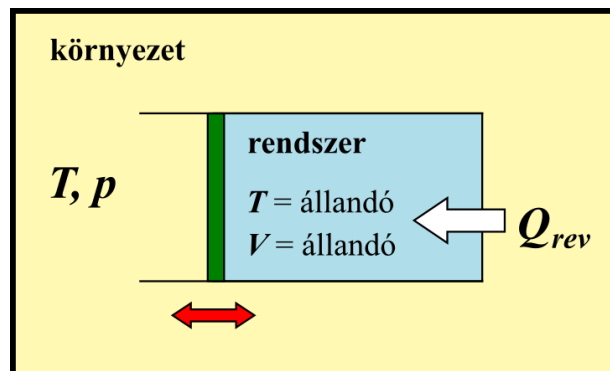 környezet
rendszer
T, p
T = állandó
V = állandó
Qrev